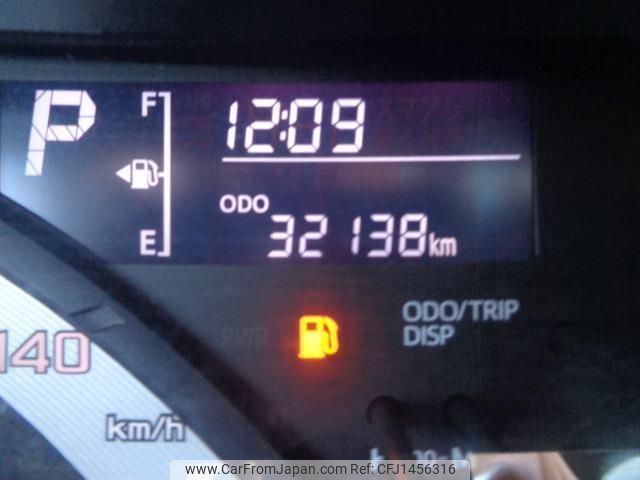 P
F
12:09
E
ODO
32138km
ODO/TRIP
DISP
PWR
140
km/h
www.CarFromJapan.com REF: CFJ1456316